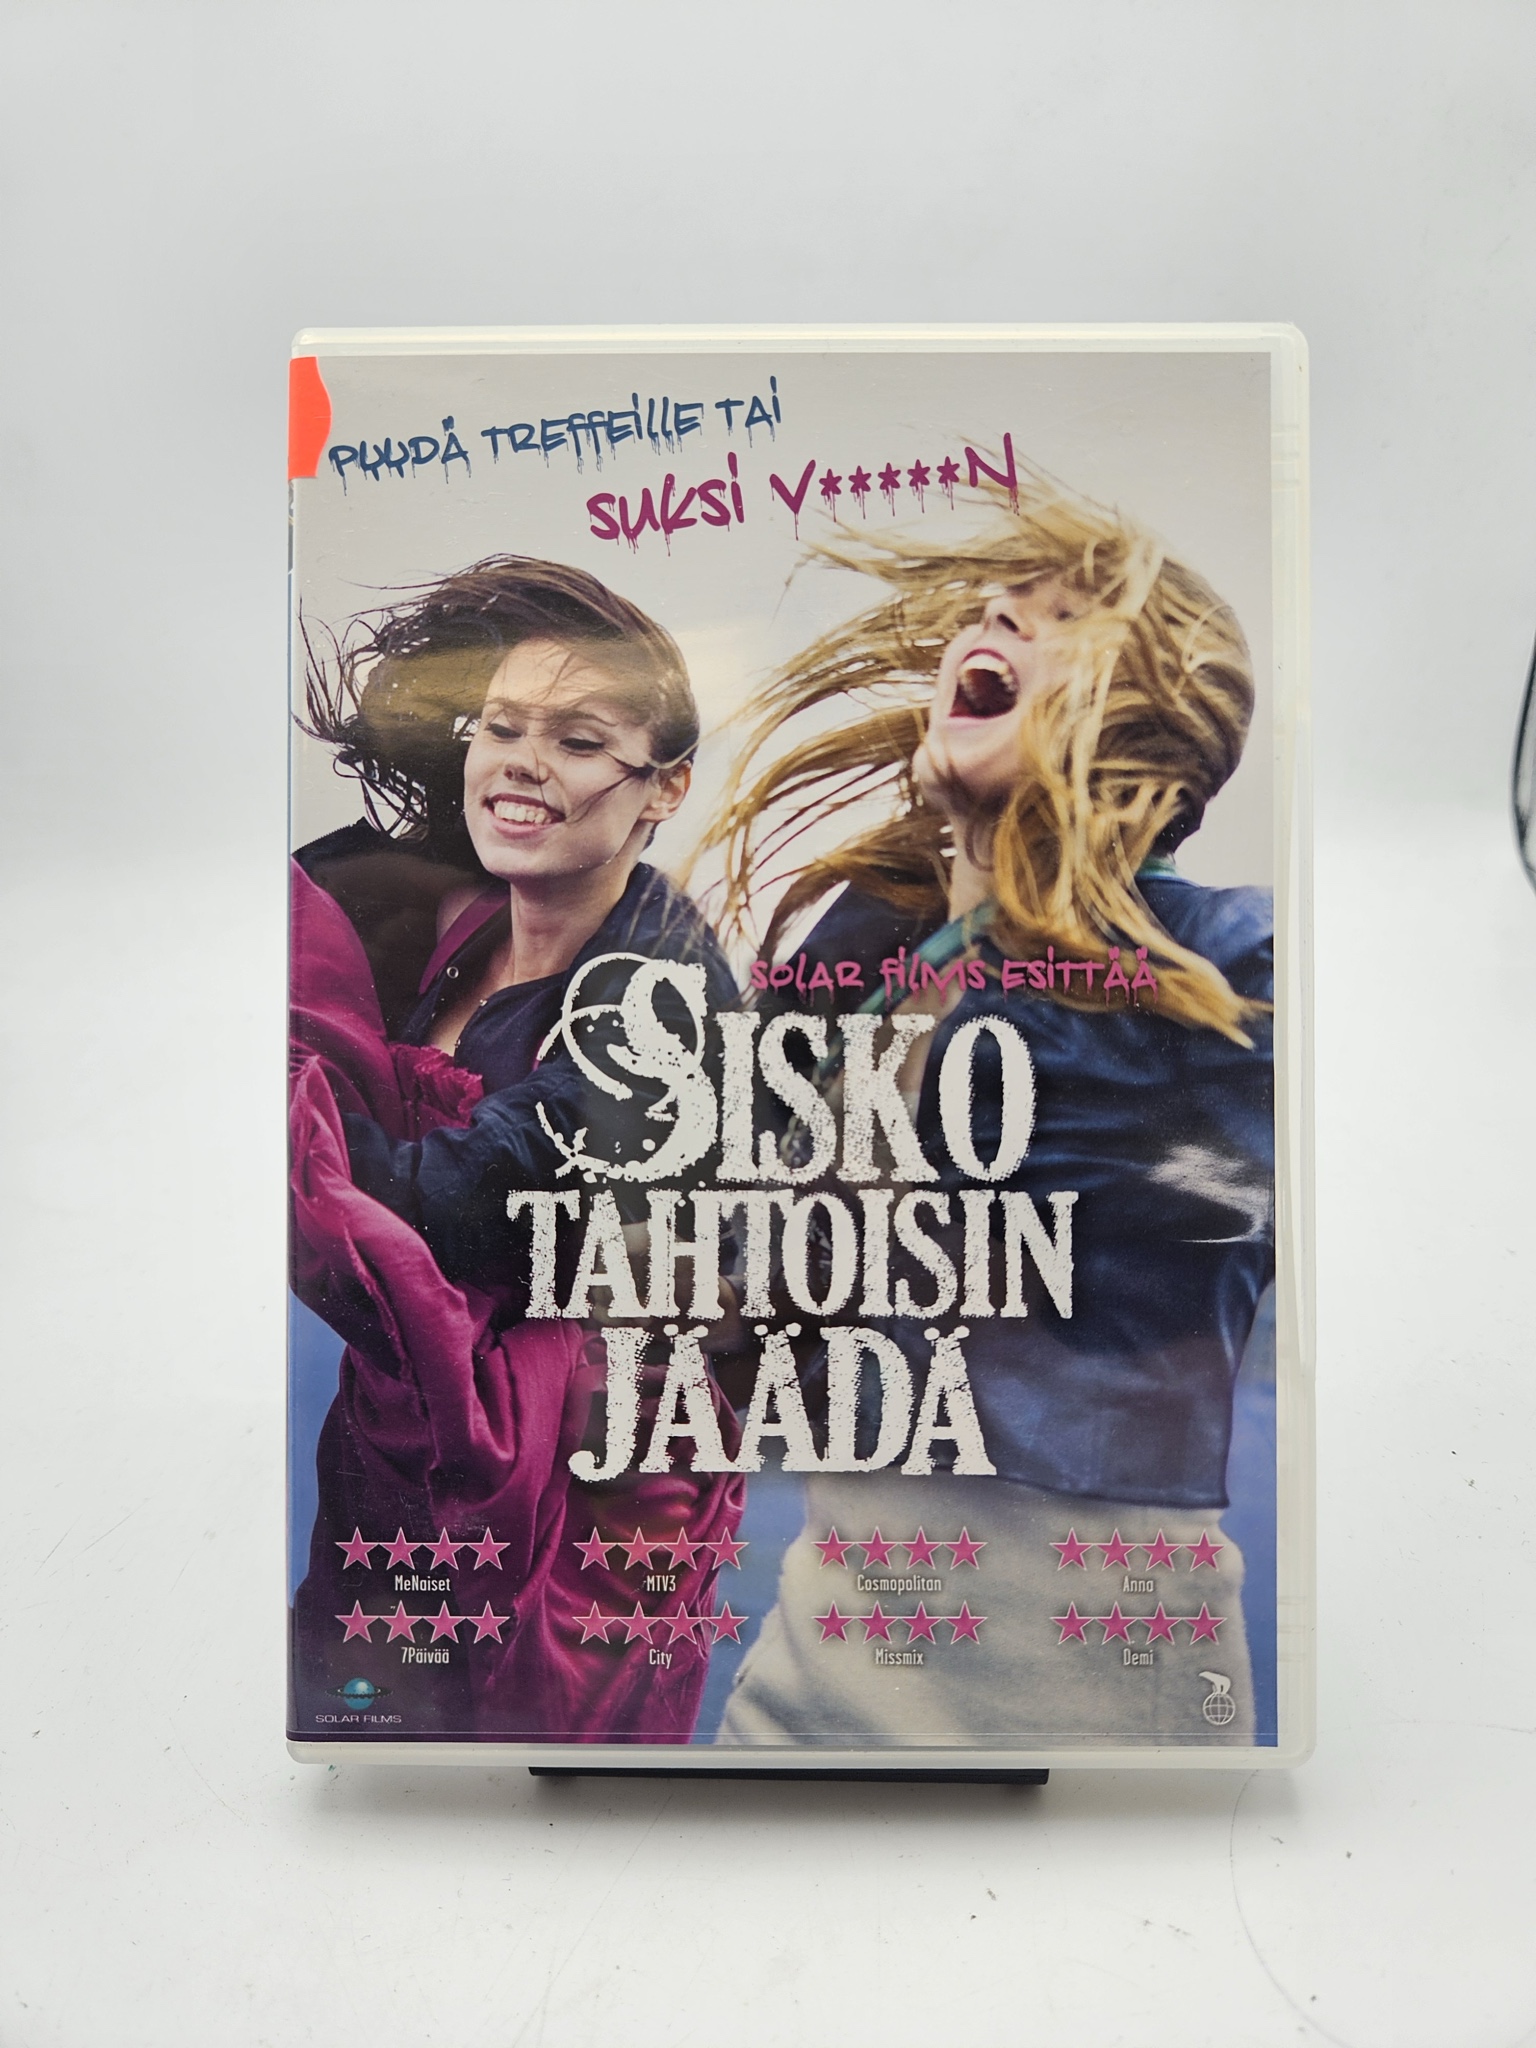 PYYDÄ TREFFEILLE TAI
SUKSI V*****N
SOLAR FILMS ESITTÄÄ
SISKO
TAHTOISIN
JÄÄDÄ
MeNaiset
MTV3
Cosmopolitan
Anna
7Päivää
City
Missmix
Demi
SOLAR FILMS